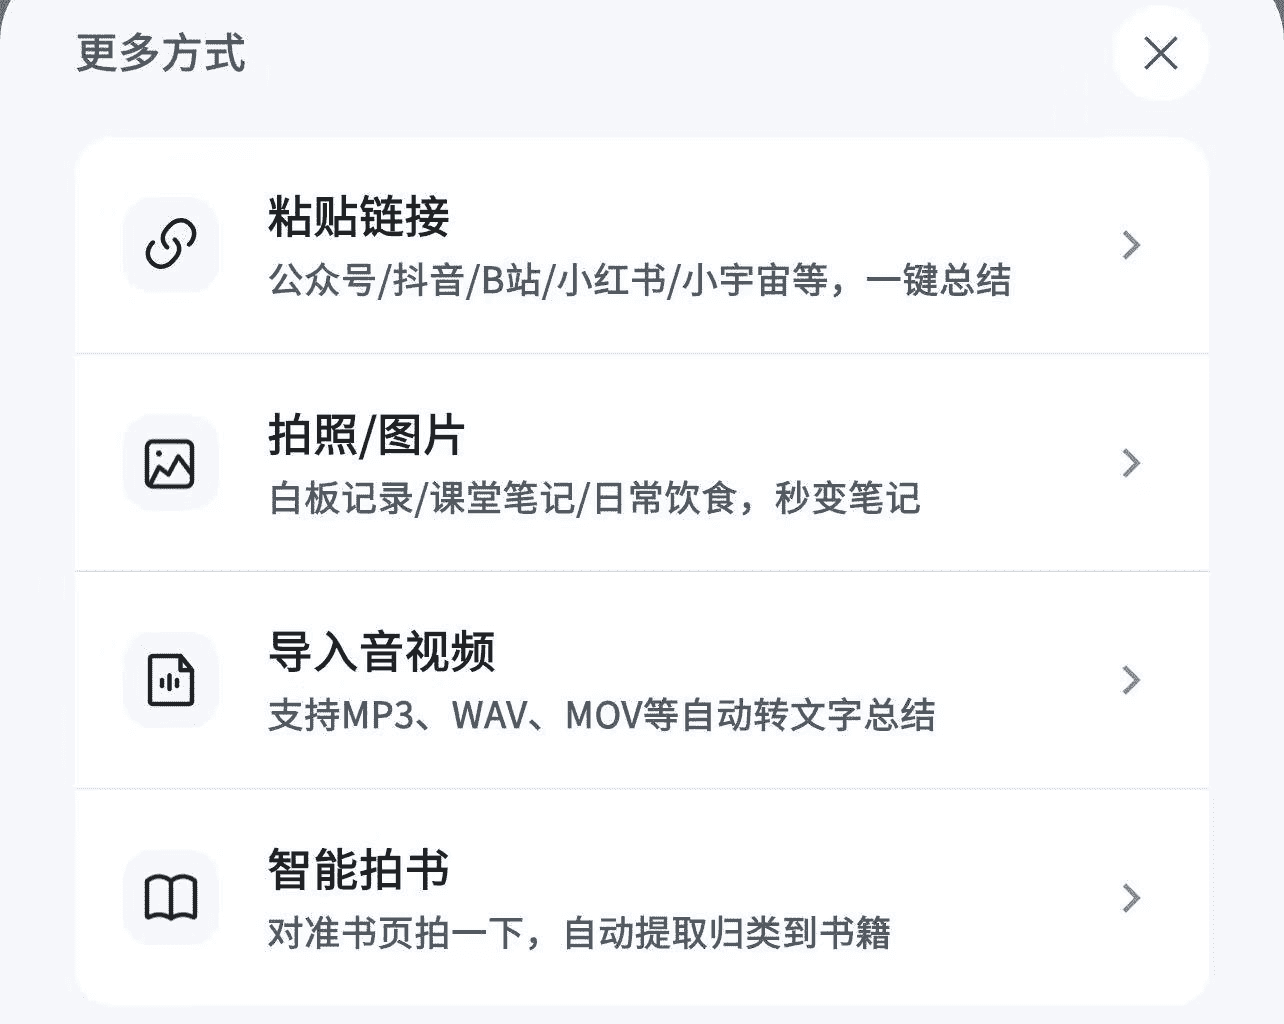 更多方式
粘贴链接
公众号/抖音/B站/小红书/小宇宙等，一键总结
拍照/图片
白板记录/课堂笔记/日常饮食，秒变笔记
导入音视频
支持MP3、WAV、MOV等自动转文字总结
智能拍书
对准书页拍一下，自动提取归类到书籍